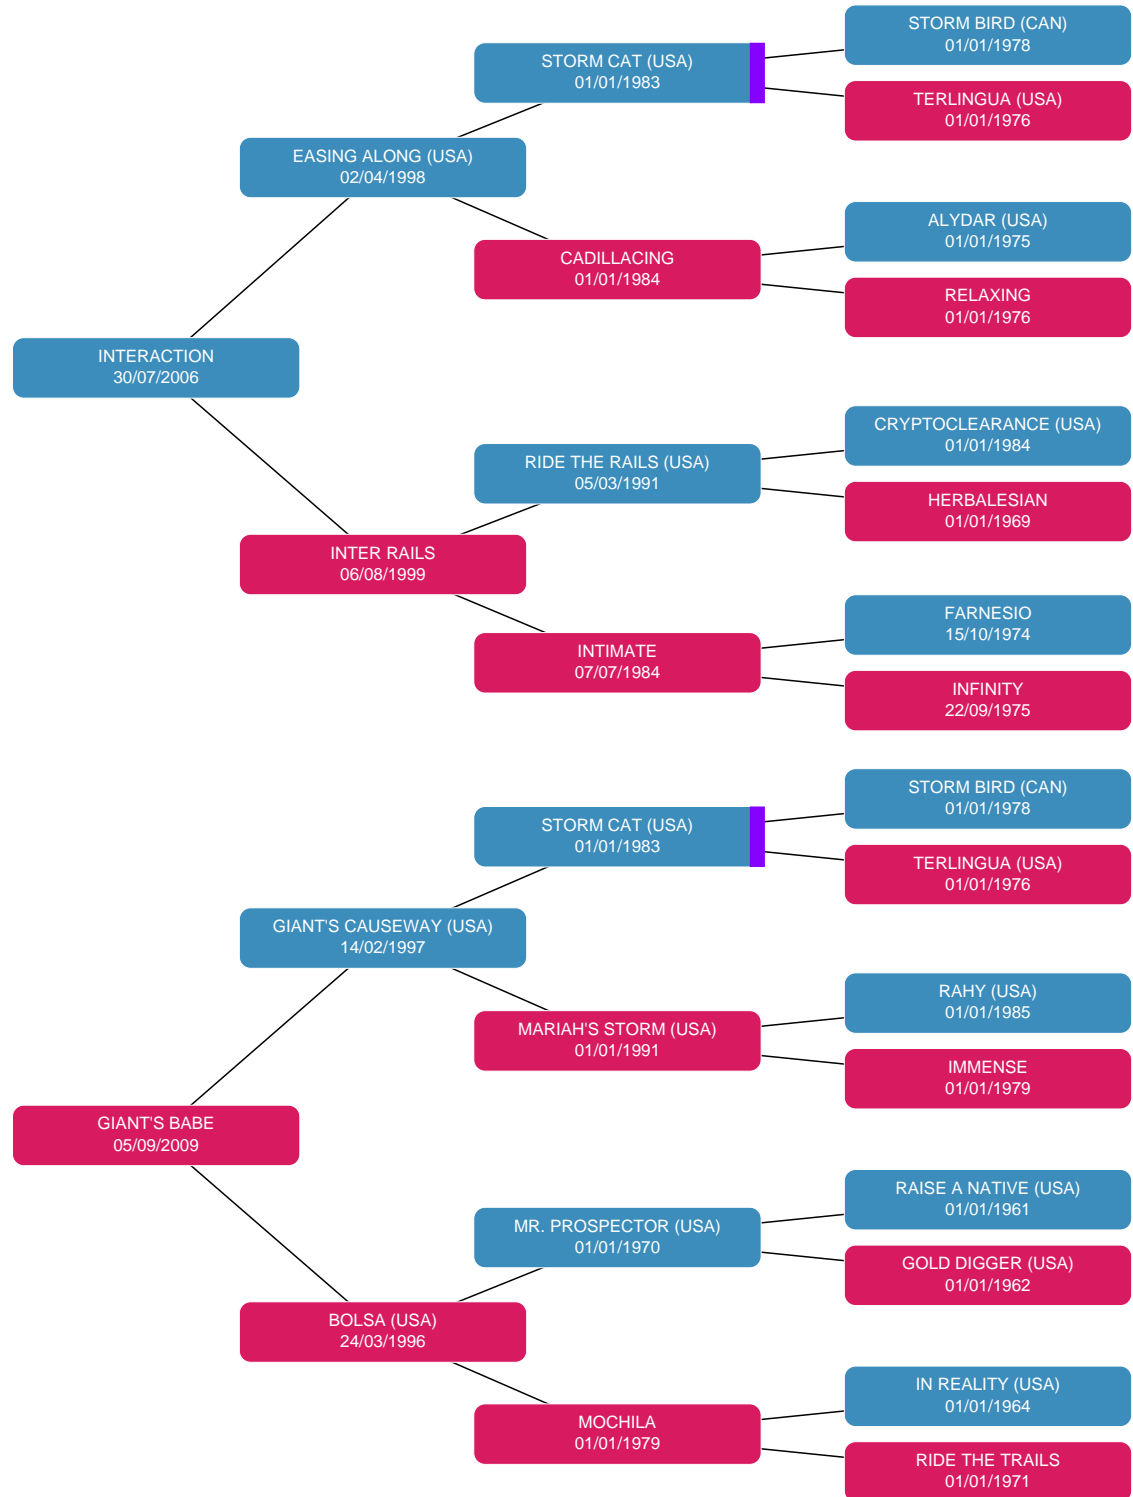 STORM BIRD (CAN)
01/01/1978
STORM CAT (USA)
01/01/1983
TERLINGUA (USA)
01/01/1976
EASING ALONG (USA)
02/04/1998
ALYDAR (USA)
01/01/1975
CADILLACING
01/01/1984
RELAXING
01/01/1976
INTERACTION
30/07/2006
CRYPTOCLEARANCE (USA)
01/01/1984
RIDE THE RAILS (USA)
05/03/1991
HERBALESIAN
01/01/1969
INTER RAILS
06/08/1999
FARNESIO
15/10/1974
INTIMATE
07/07/1984
INFINITY
22/09/1975
STORM BIRD (CAN)
01/01/1978
STORM CAT (USA)
01/01/1983
TERLINGUA (USA)
01/01/1976
GIANT'S CAUSEWAY (USA)
14/02/1997
RAHY (USA)
01/01/1985
MARIAH'S STORM (USA)
01/01/1991
IMMENSE
01/01/1979
GIANT'S BABE
05/09/2009
RAISE A NATIVE (USA)
01/01/1961
MR. PROSPECTOR (USA)
01/01/1970
GOLD DIGGER (USA)
01/01/1962
BOLSA (USA)
24/03/1996
IN REALITY (USA)
01/01/1964
MOCHILA
01/01/1979
RIDE THE TRAILS
01/01/1971